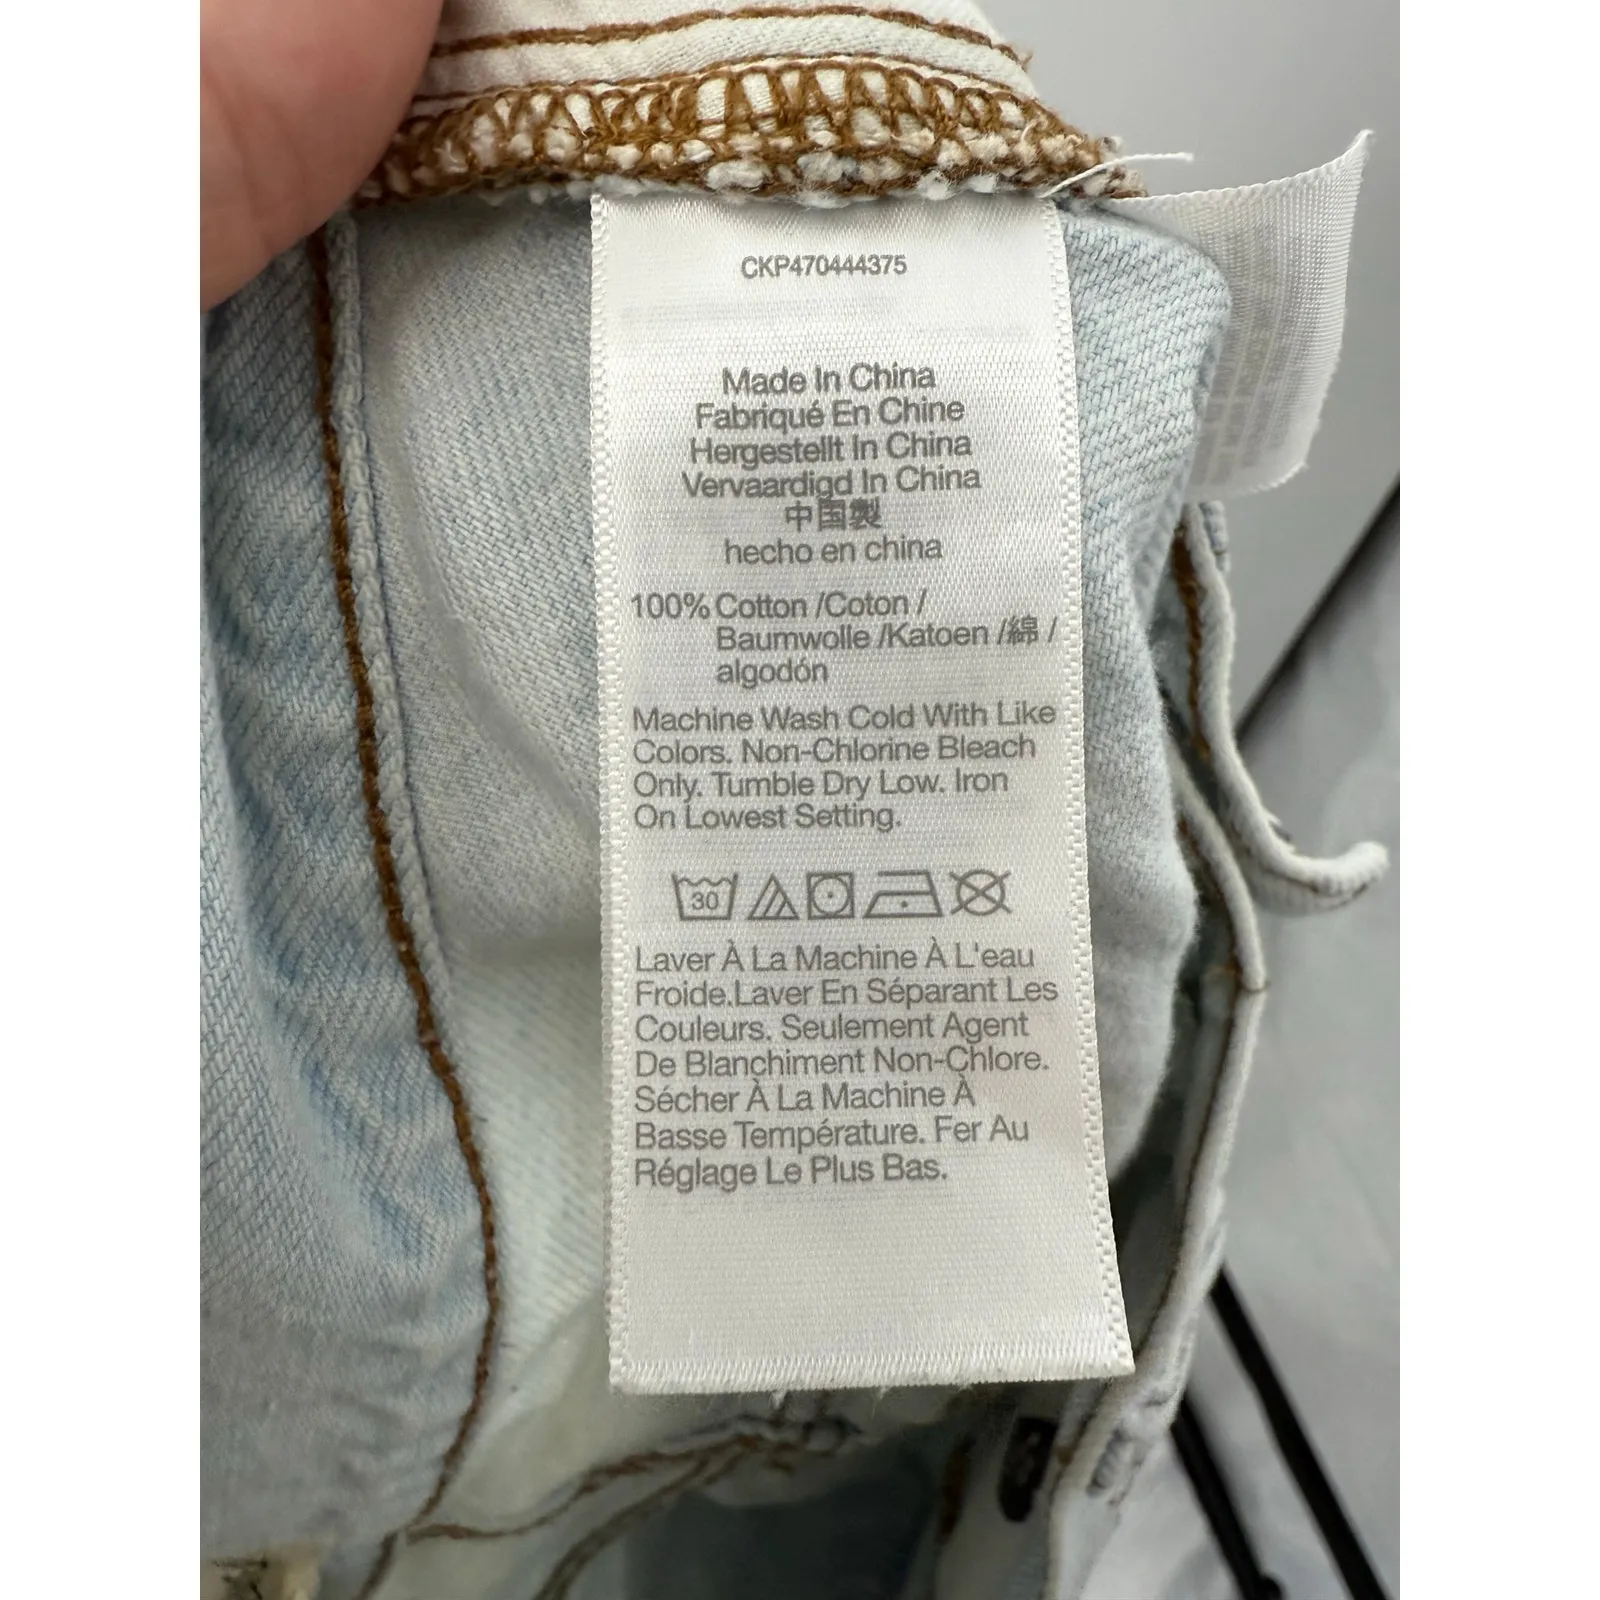 CKP470444375
Made In China
Fabriqué En Chine
Hergestellt In China
Vervaardigd In China
中国製
hecho en china
100% Cotton /Coton /
Baumwolle /Katoen /綿 /
algodón
Machine Wash Cold With Like
Colors. Non-Chlorine Bleach
Only. Tumble Dry Low. Iron
On Lowest Setting.
30
Laver À La Machine À L'eau
Froide.Laver En Séparant Les
Couleurs. Seulement Agent
De Blanchiment Non-Chlore.
Sécher À La Machine À
Basse Température. Fer Au
Réglage Le Plus Bas.